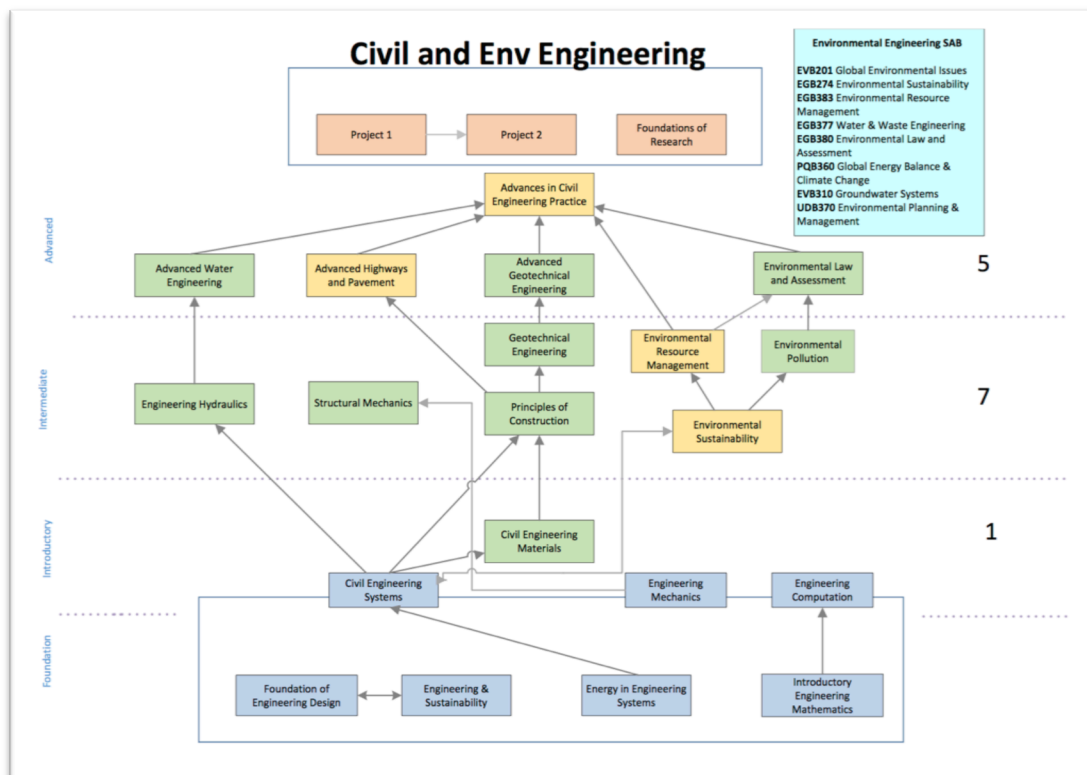 Civil and Env Engineering
Environmental Engineering SAB
EVB201 Global Environmental Issues
EGB274 Environmental Sustainability
EGB383 Environmental Resource
Management
EGB377 Water & Waste Engineering
EGB380 Environmental Law and
Assessment
PQB360 Global Energy Balance &
Climate Change
EVB310 Groundwater Systems
UDB370 Environmental Planning &
Management
Project 1
Project 2
Foundations of
Research
Advances in Civil
Engineering Practice
Advanced
Advanced Water
Engineering
Advanced Highways
and Pavement
Advanced
Geotechnical
Engineering
Environmental Law
and Assessment
5
Intermediate
Geotechnical
Engineering
Environmental
Resource
Management
Environmental
Pollution
Engineering Hydraulics
Structural Mechanics
Principles of
Construction
Environmental
Sustainability
7
Introductory
Civil Engineering
Materials
1
Civil Engineering
Systems
Engineering
Mechanics
Engineering
Computation
Foundation
Foundation of
Engineering Design
Engineering &
Sustainability
Energy in Engineering
Systems
Introductory
Engineering
Mathematics